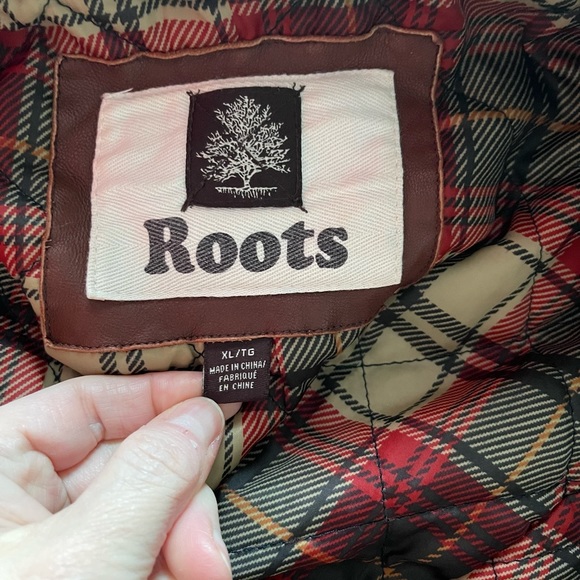 Roots
XL/TG
MADE IN CHINA/
FABRIQUÉ
EN CHINE